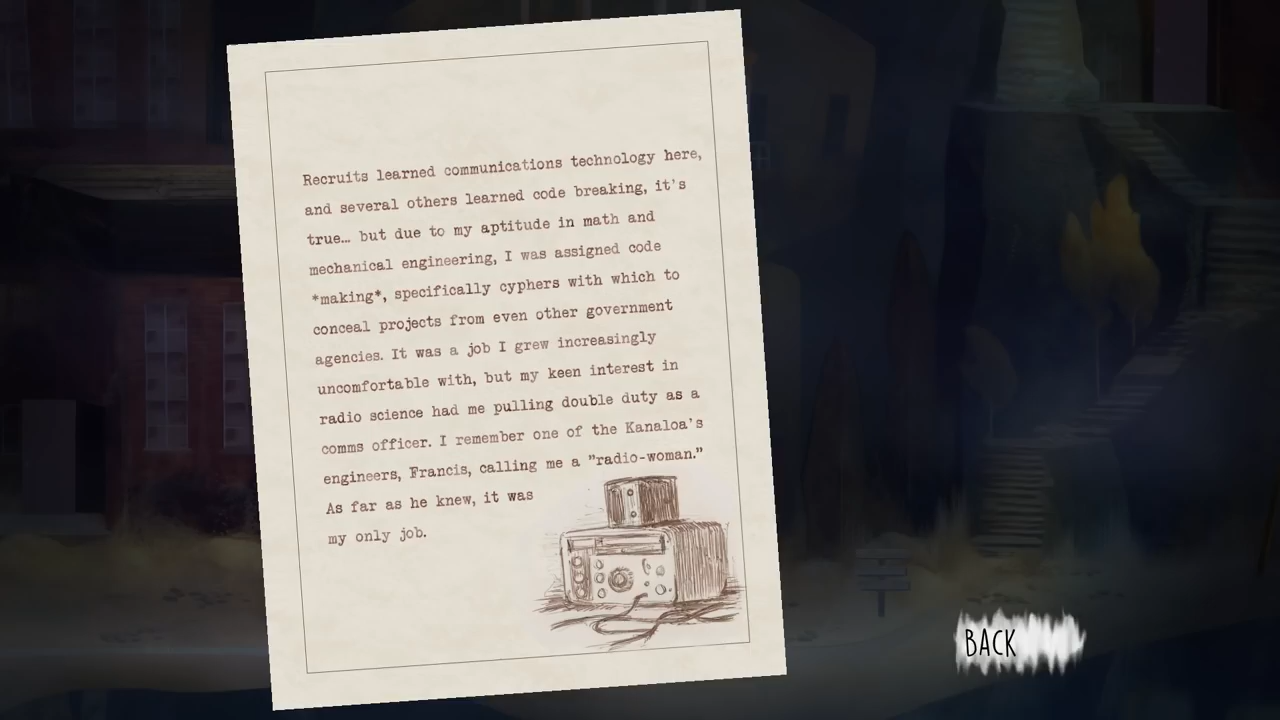 Recruits learned communications technology here,
and several others learned code breaking, it's
true… but due to my aptitude in math and
mechanical engineering, I was assigned code
*making*, specifically cyphers with which to
conceal projects from even other government
agencies. It was a job I grew increasingly
uncomfortable with, but my keen interest in
radio science had me pulling double duty as a
comms officer. I remember one of the Kanaloa's
engineers, Francis, calling me a "radio-woman."
As far as he knew, it was
my only job.
BACK